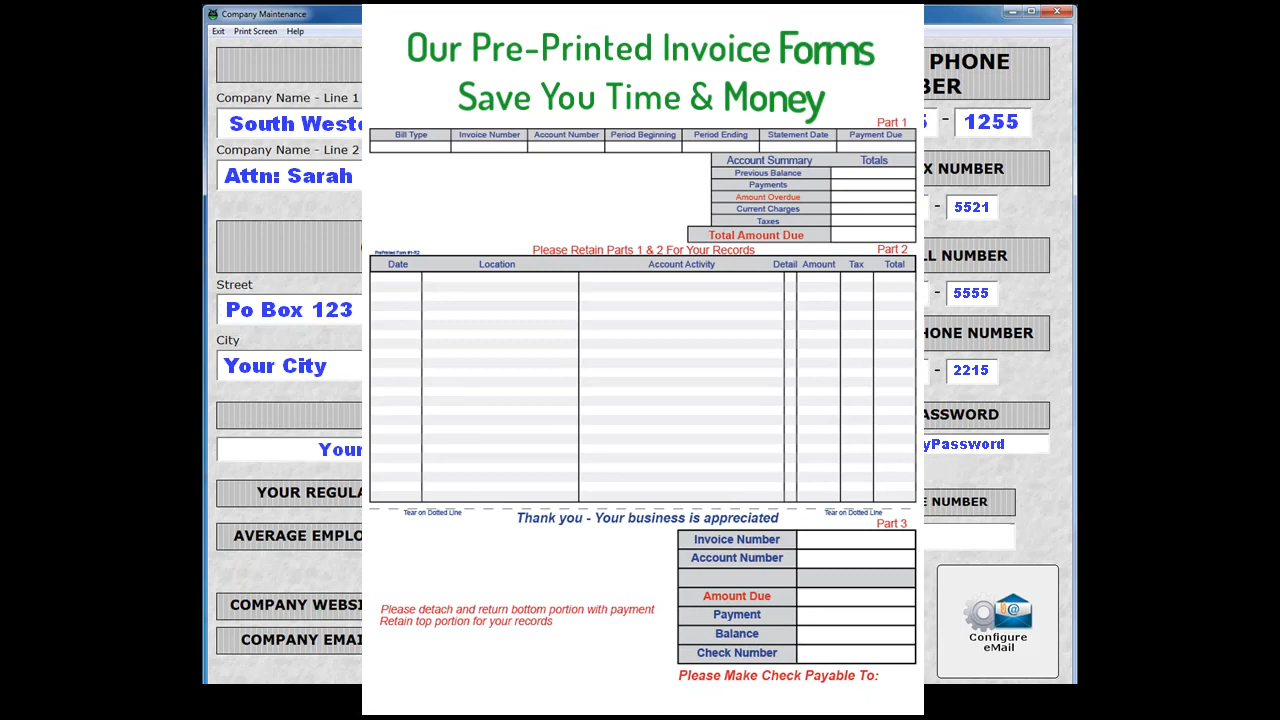 Company Maintenance
Exit Print Screen Help
Company Name - Line 1
South Weste
Company Name - Line 2
Attn: Sarah
Street
Po Box 123
City
Your City
Your
YOUR REGULA
AVERAGE EMPLO
COMPANY WEBSI
COMPANY EMAI
Our Pre-Printed Invoice Forms
Save You Time & Money
Part 1
Bill Type Invoice Number Account Number Period Beginning Period Ending Statement Date Payment Due
Account Summary Totals
Previous Balance
Payments
Amount Overdue
Current Charges
Taxes
Total Amount Due
PrePrinted Form #1-R2 Please Retain Parts 1 & 2 For Your Records Part 2
Date Location Account Activity Detail Amount Tax Total
Tear on Dotted Line Thank you - Your business is appreciated Tear on Dotted Line
Part 3
Invoice Number
Account Number
Amount Due
Payment
Balance
Check Number
Please detach and return bottom portion with payment
Retain top portion for your records
Please Make Check Payable To:
PHONE
BER
5 - 1255
X NUMBER
- 5521
LL NUMBER
- 5555
HONE NUMBER
- 2215
ASSWORD
yPassword
E NUMBER
Configure
eMail